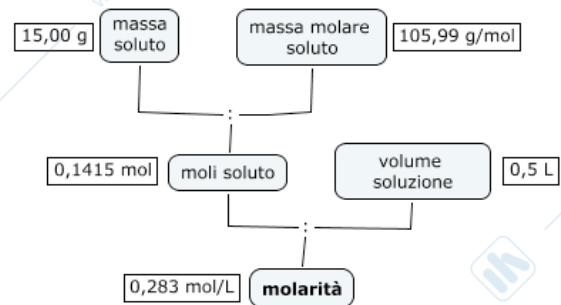 15,00 g
massa
soluto
massa molare
soluto
105,99 g/mol
:
0,1415 mol
moli soluto
volume
soluzione
0,5 L
:
0,283 mol/L
molarità